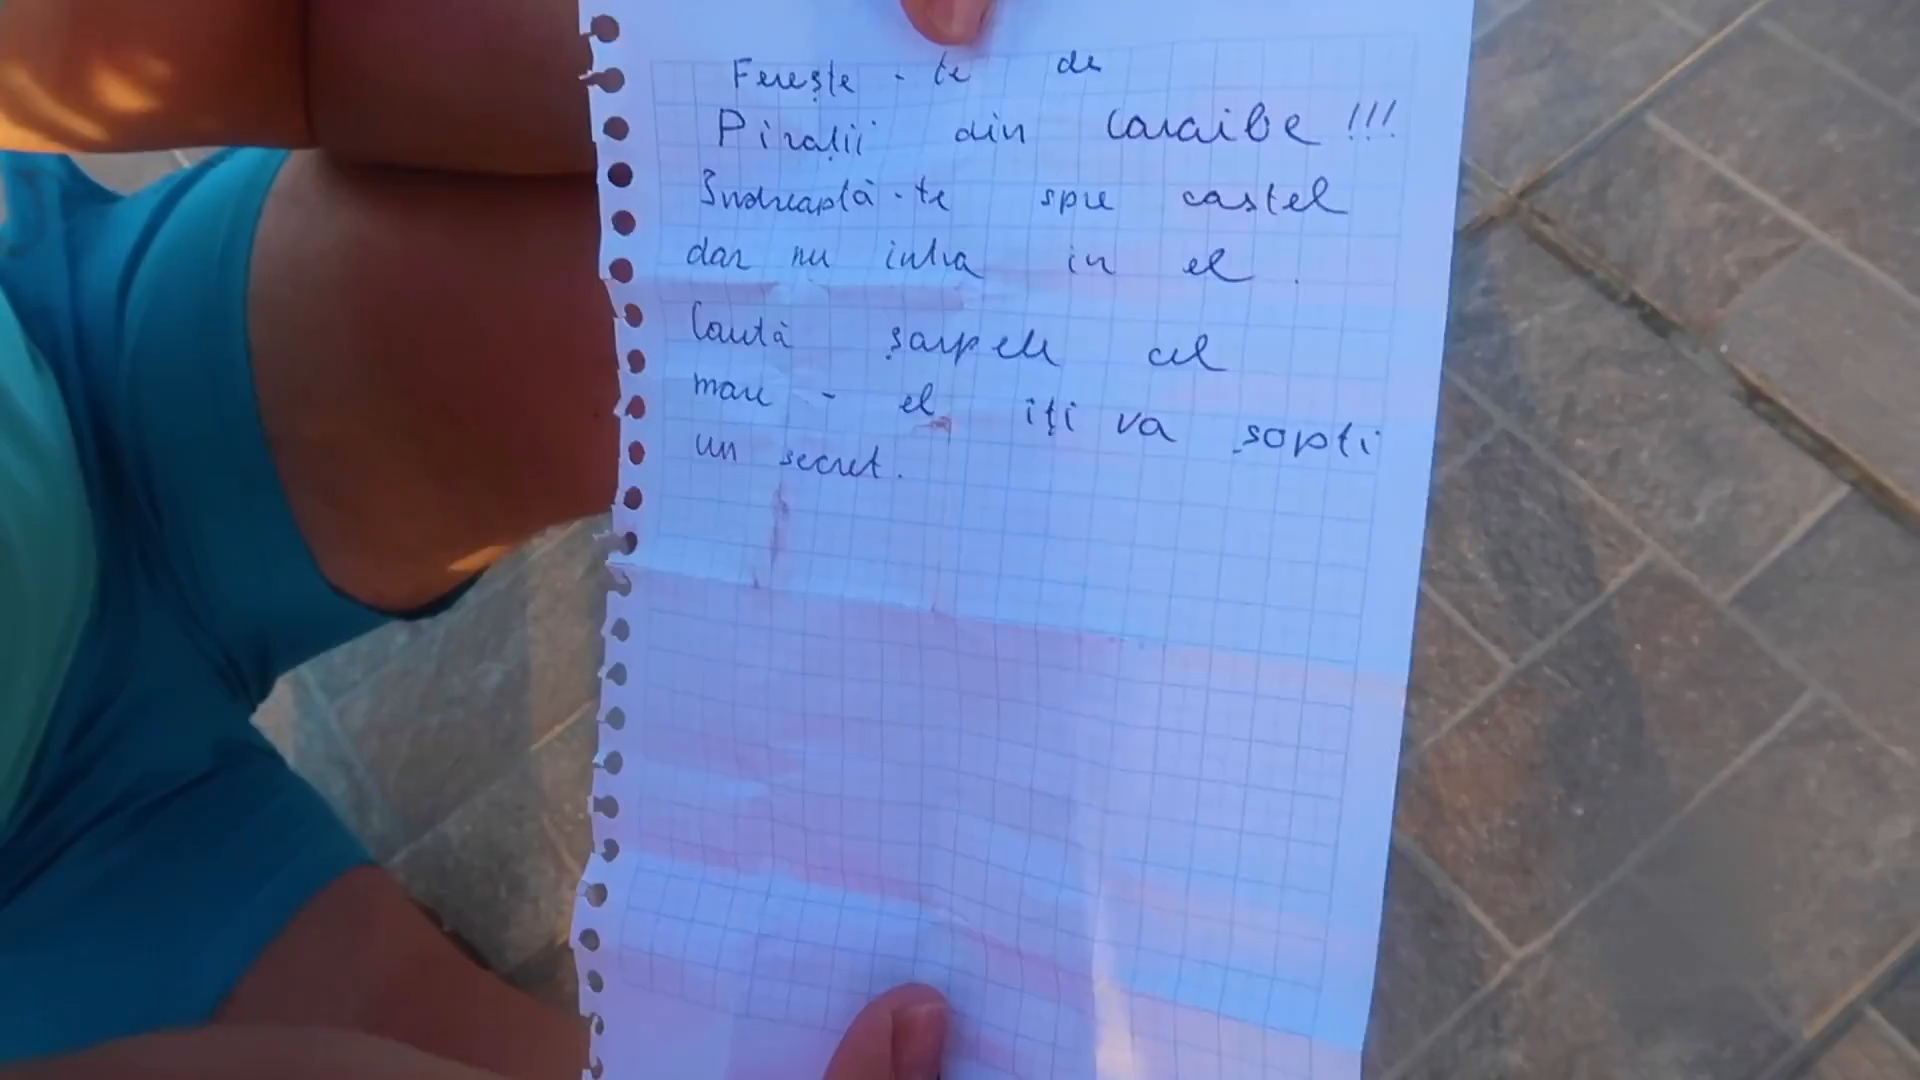 Ferește-te de
Pirații din Caraibe!!!
Îndreaptă-te spre castel
dar nu intra in el.
Caută șarpele cel
mare - el îți va șopti
un secret.